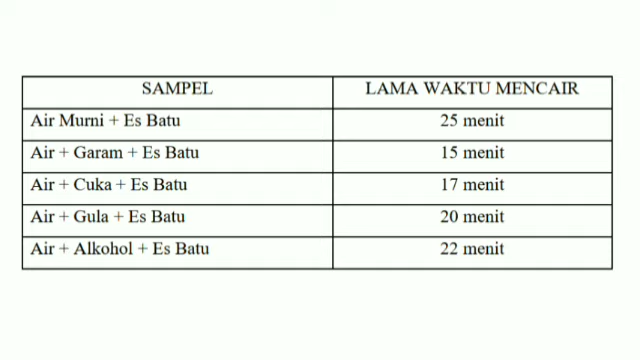 SAMPEL LAMA WAKTU MENCAIR
Air Murni + Es Batu 25 menit
Air + Garam + Es Batu 15 menit
Air + Cuka + Es Batu 17 menit
Air + Gula + Es Batu 20 menit
Air + Alkohol + Es Batu 22 menit